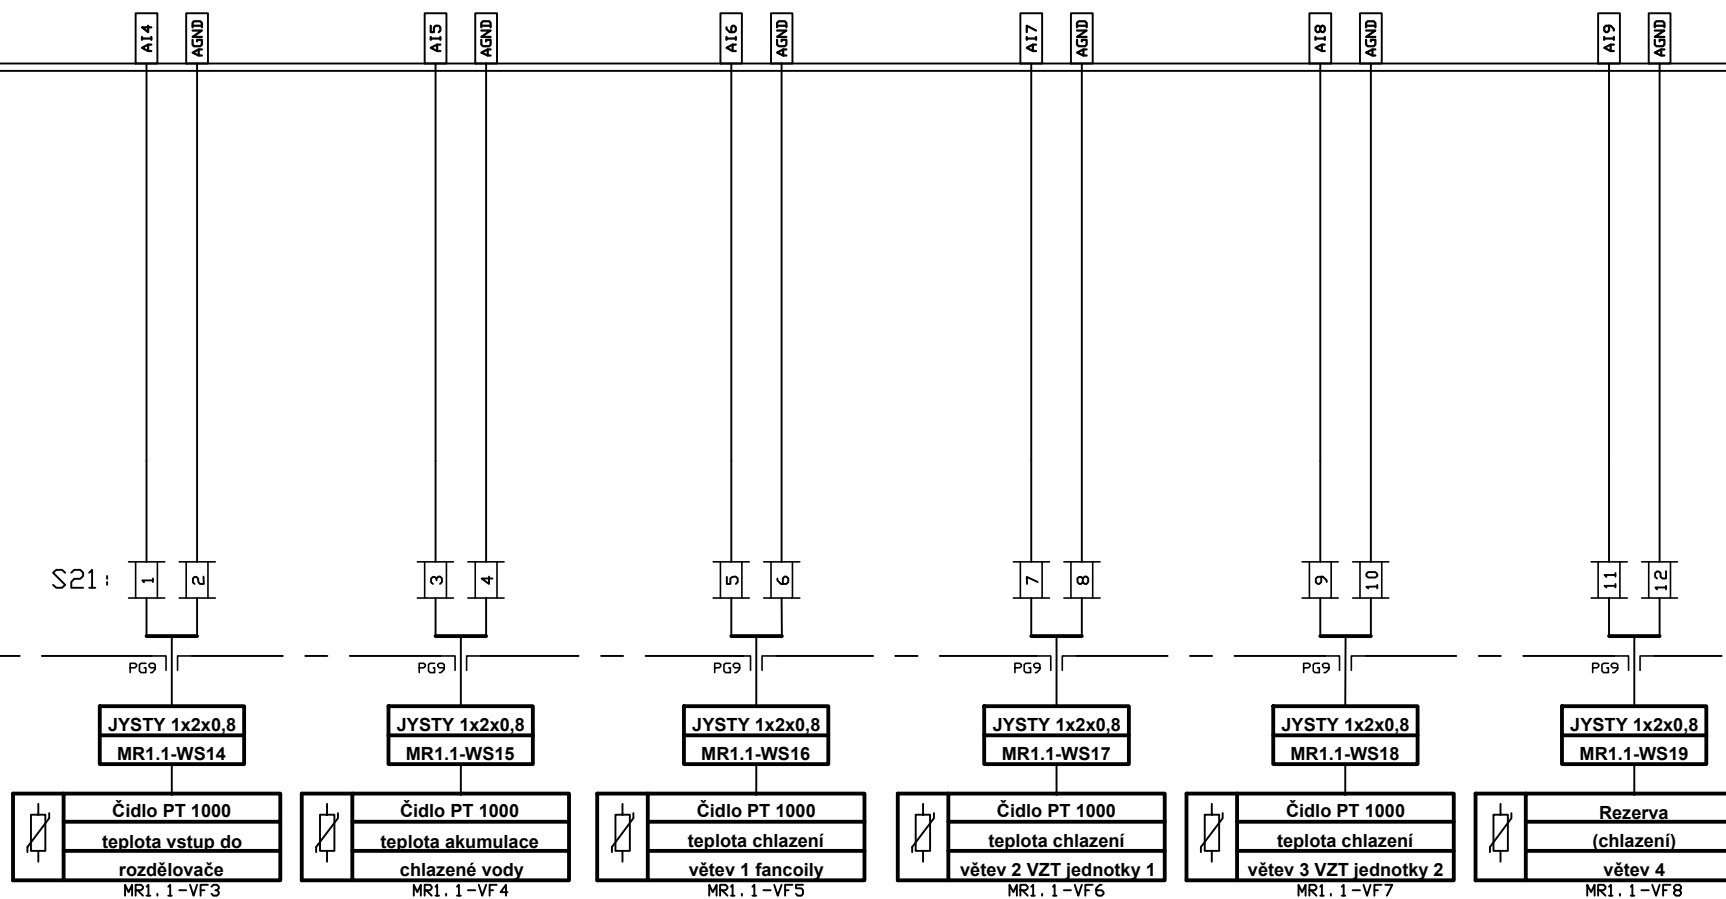 AI4 AGND AI5 AGND AI6 AGND AI7 AGND AI8 AGND AI9 AGND
S21: 1 2 3 4 5 6 7 8 9 10 11 12
PG9 PG9 PG9 PG9 PG9 PG9
JYSTY 1x2x0,8 JYSTY 1x2x0,8 JYSTY 1x2x0,8 JYSTY 1x2x0,8 JYSTY 1x2x0,8 JYSTY 1x2x0,8
MR1.1-WS14 MR1.1-WS15 MR1.1-WS16 MR1.1-WS17 MR1.1-WS18 MR1.1-WS19
Čidlo PT 1000 Čidlo PT 1000 Čidlo PT 1000 Čidlo PT 1000 Čidlo PT 1000 Rezerva
teplota vstup do teplota akumulace teplota chlazení teplota chlazení teplota chlazení (chlazení)
rozdělovače chlazené vody větev 1 fancoily větev 2 VZT jednotky 1 větev 3 VZT jednotky 2 větev 4
MR1.1-VF3 MR1.1-VF4 MR1.1-VF5 MR1.1-VF6 MR1.1-VF7 MR1.1-VF8